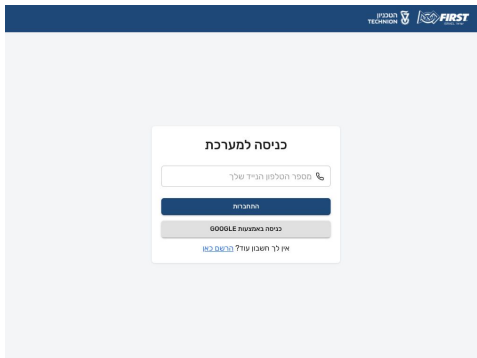 FIRST
הטכניון
TECHNION
כניסה למערכת
מספר הטלפון הנייד שלך
התחברות
כניסה באמצעות GOOGLE
אין לך חשבון עוד? הרשם כאן